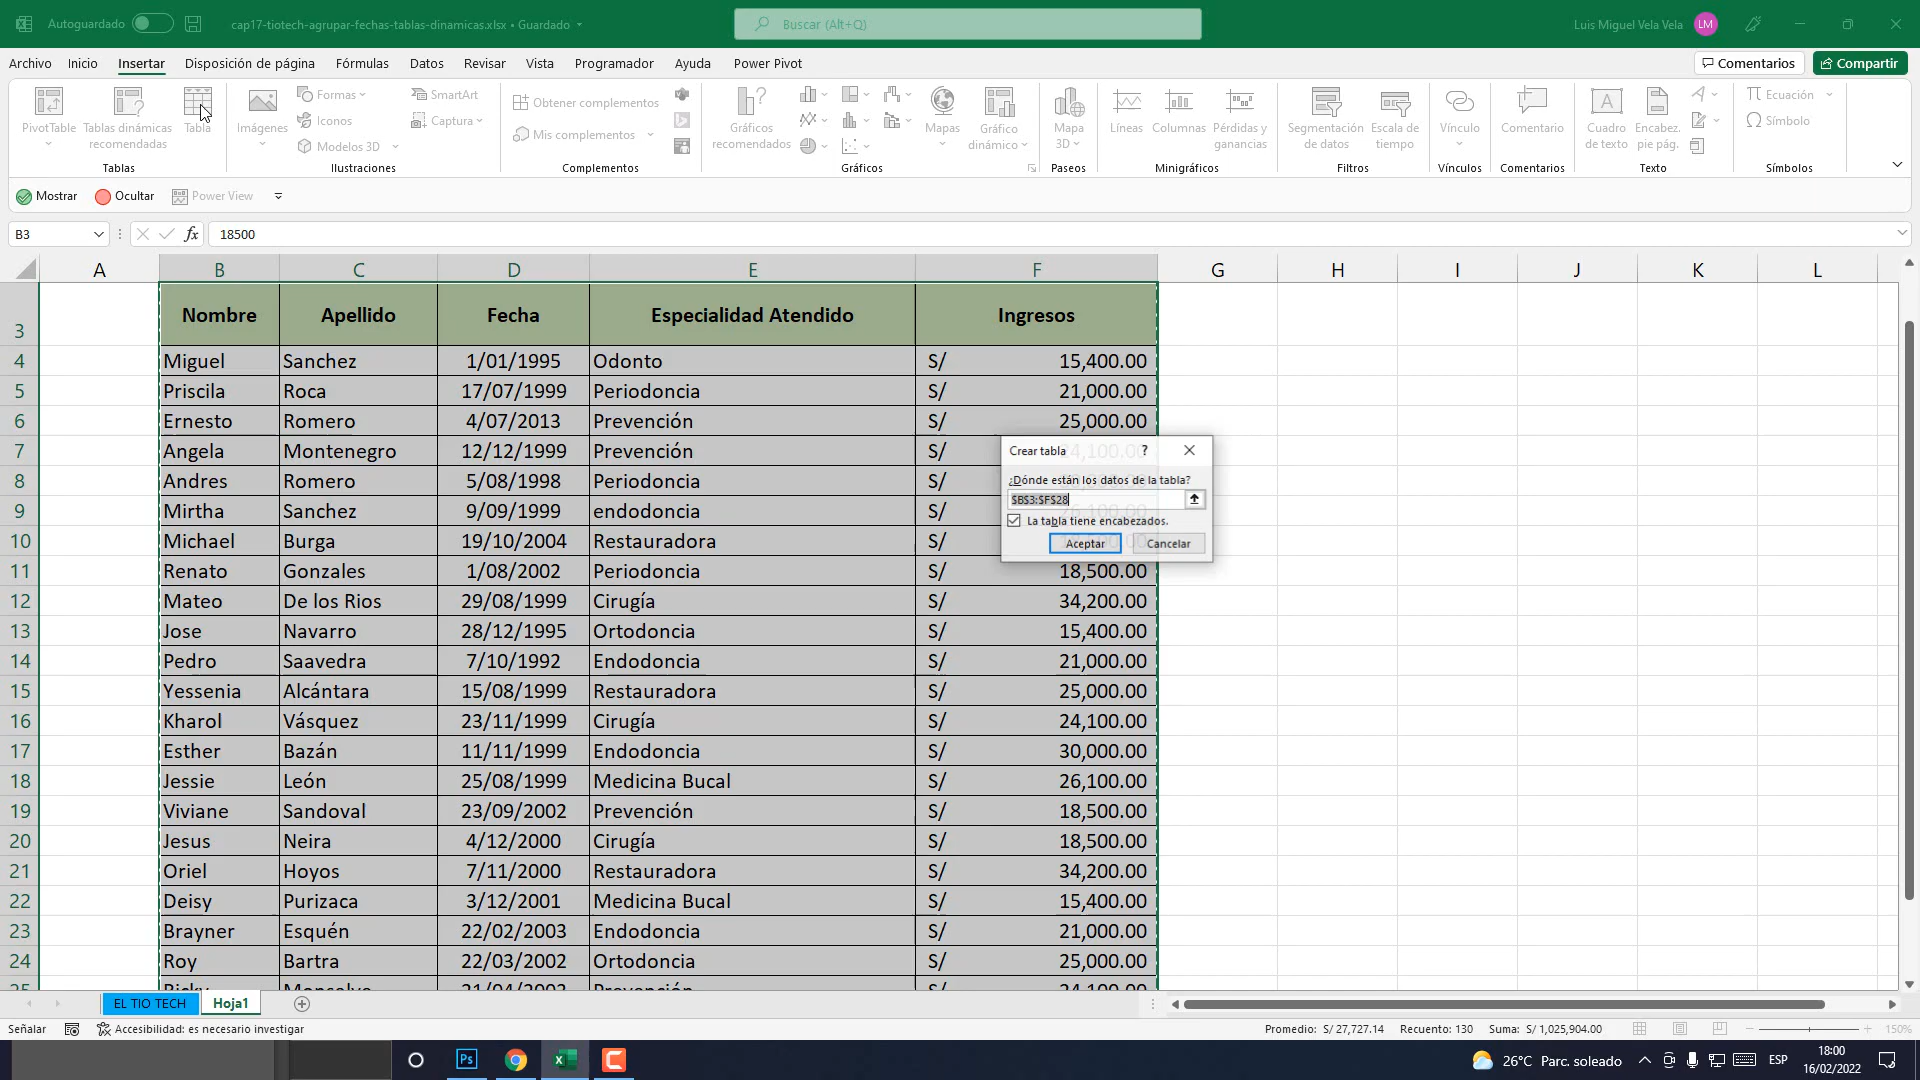 Autoguardado
cap17-tiotech-agrupar-fechas-tablas-dinamicas.xlsx • Guardado
Buscar (Alt+Q)
Luis Miguel Vela Vela LM
Archivo Inicio Insertar Disposición de página Fórmulas Datos Revisar Vista Programador Ayuda Power Pivot Comentarios Compartir
PivotTable
Tablas dinámicas recomendadas
Tabla
Tablas
Imágenes
Formas
Iconos
Modelos 3D
SmartArt
Captura
Ilustraciones
Obtener complementos
Mis complementos
Complementos
Gráficos recomendados
Mapas
Gráfico dinámico
Gráficos
Mapa 3D
Paseos
Líneas
Columnas
Pérdidas y ganancias
Minigráficos
Segmentación de datos
Escala de tiempo
Filtros
Vínculo
Vínculos
Comentario
Comentarios
Cuadro de texto
Encabez. pie pág.
Texto
Ecuación
Símbolo
Símbolos
Mostrar Ocultar Power View
B3 fx 18500
A B C D E F G H I J K L
3 Nombre Apellido Fecha Especialidad Atendido Ingresos
4 Miguel Sanchez 1/01/1995 Odonto S/ 15,400.00
5 Priscila Roca 17/07/1999 Periodoncia S/ 21,000.00
6 Ernesto Romero 4/07/2013 Prevención S/ 25,000.00
7 Angela Montenegro 12/12/1999 Prevención S/ 24,100.00
8 Andres Romero 5/08/1998 Periodoncia S/
9 Mirtha Sanchez 9/09/1999 endodoncia S/ 26,100.00
10 Michael Burga 19/10/2004 Restauradora S/
11 Renato Gonzales 1/08/2002 Periodoncia S/ 18,500.00
12 Mateo De los Rios 29/08/1999 Cirugía S/ 34,200.00
13 Jose Navarro 28/12/1995 Ortodoncia S/ 15,400.00
14 Pedro Saavedra 7/10/1992 Endodoncia S/ 21,000.00
15 Yessenia Alcántara 15/08/1999 Restauradora S/ 25,000.00
16 Kharol Vásquez 23/11/1999 Cirugía S/ 24,100.00
17 Esther Bazán 11/11/1999 Endodoncia S/ 30,000.00
18 Jessie León 25/08/1999 Medicina Bucal S/ 26,100.00
19 Viviane Sandoval 23/09/2002 Prevención S/ 18,500.00
20 Jesus Neira 4/12/2000 Cirugía S/ 18,500.00
21 Oriel Hoyos 7/11/2000 Restauradora S/ 34,200.00
22 Deisy Purizaca 3/12/2001 Medicina Bucal S/ 15,400.00
23 Brayner Esquén 22/02/2003 Endodoncia S/ 21,000.00
24 Roy Bartra 22/03/2002 Ortodoncia S/ 25,000.00
Crear tabla ?
¿Dónde están los datos de la tabla?
$B$3:$F$28
La tabla tiene encabezados.
Aceptar Cancelar
EL TIO TECH Hoja1
Señalar Accesibilidad: es necesario investigar Promedio: S/ 27,727.14 Recuento: 130 Suma: S/ 1,025,904.00 150%
Ps 26°C Parc. soleado ESP 18:00
16/02/2022